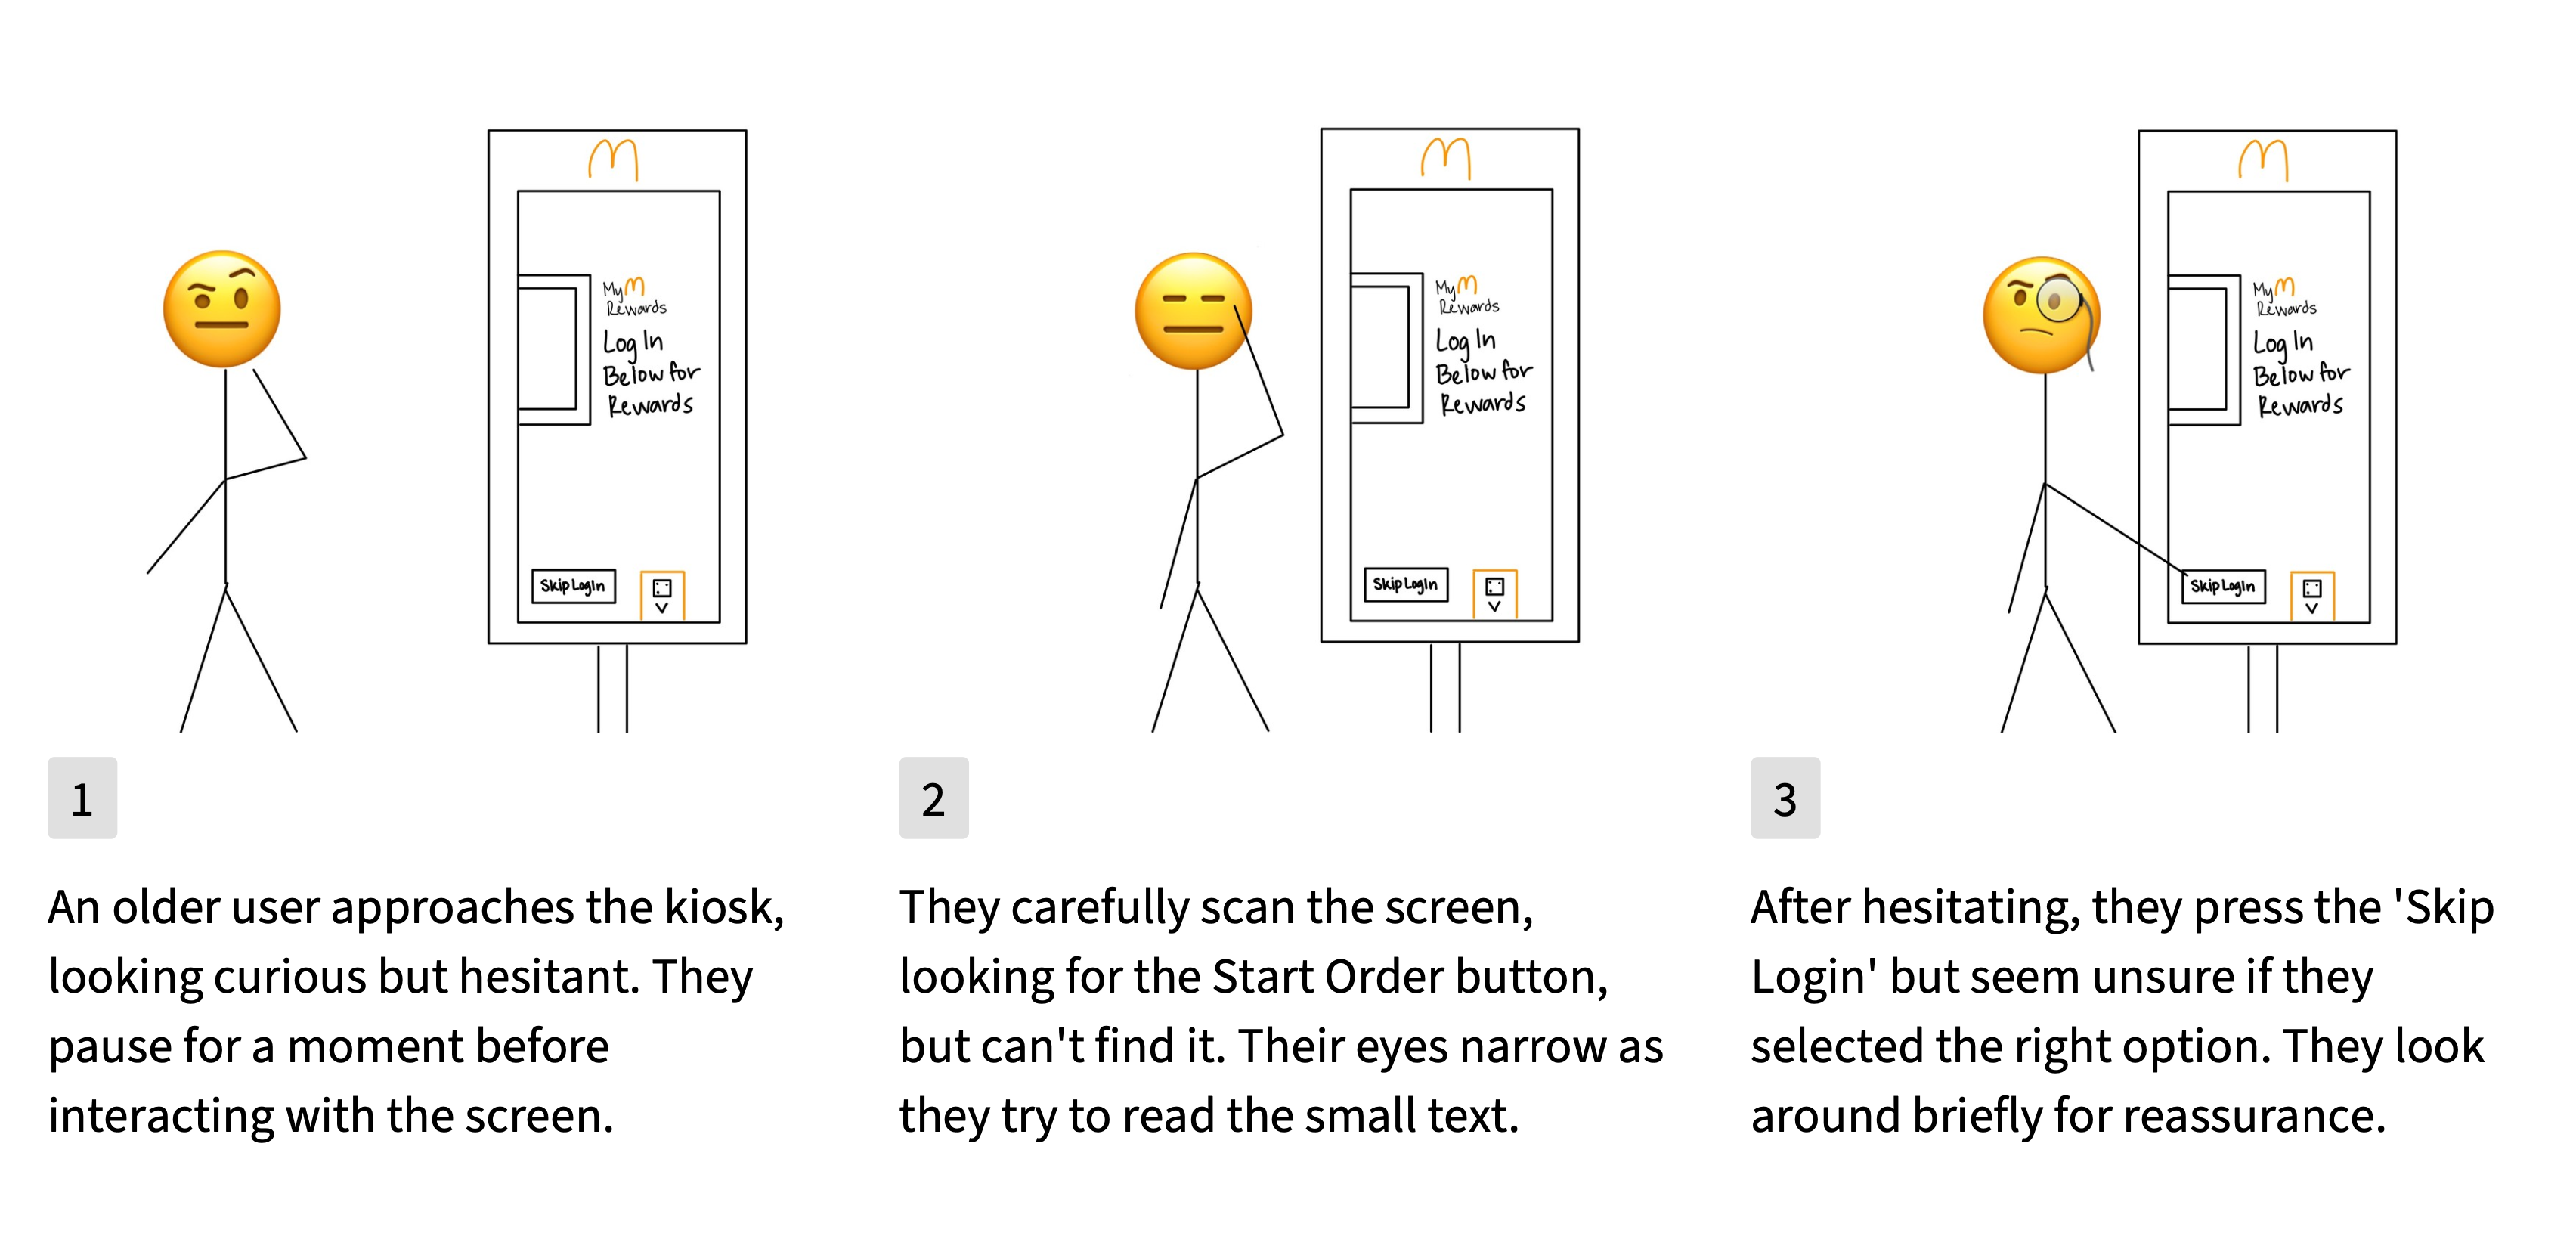 M
My M
Rewards
Log In
Below for
Rewards
Skip LogIn
M
My M
Rewards
Log In
Below for
Rewards
Skip LogIn
M
My M
Rewards
Log In
Below for
Rewards
Skip LogIn
1
An older user approaches the kiosk,
looking curious but hesitant. They
pause for a moment before
interacting with the screen.
2
They carefully scan the screen,
looking for the Start Order button,
but can't find it. Their eyes narrow as
they try to read the small text.
3
After hesitating, they press the 'Skip
Login' but seem unsure if they
selected the right option. They look
around briefly for reassurance.